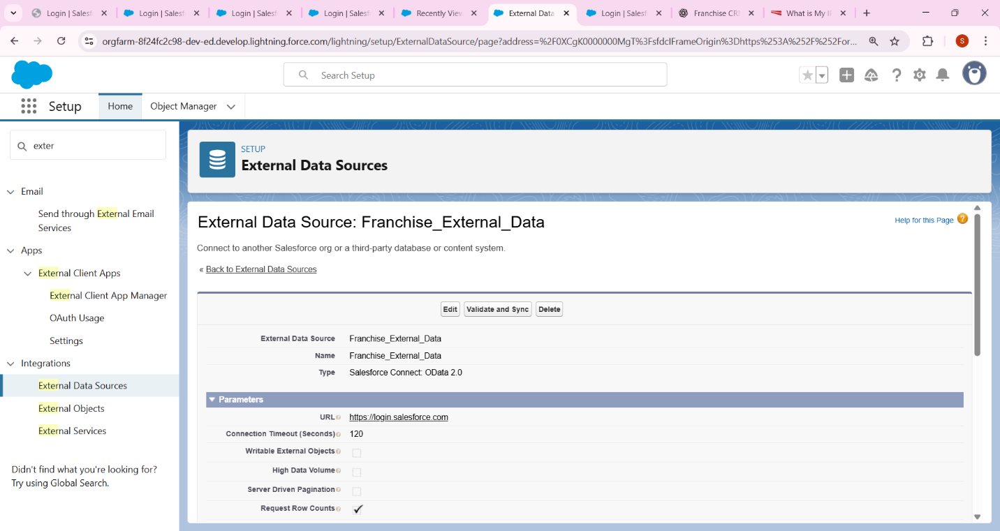 Login | Salesf
Login | Salesf
Login | Salesf
Login | Salesf
Recently View
External Data
Login | Salesf
Franchise CRM
What is My IP
orgfarm-8f24fc2c98-dev-ed.develop.lightning.force.com/lightning/setup/ExternalDataSource/page?address=%2F0XCgK0000000MgT%3FsfdcIFrameOrigin%3Dhttps%253A%252F%252For...
S
Search Setup
Setup
Home
Object Manager
exter
Email
Send through External Email
Services
Apps
External Client Apps
External Client App Manager
OAuth Usage
Settings
Integrations
External Data Sources
External Objects
External Services
Didn't find what you're looking for?
Try using Global Search.
SETUP
External Data Sources
External Data Source: Franchise_External_Data
Help for this Page
Connect to another Salesforce org or a third-party database or content system.
« Back to External Data Sources
Edit Validate and Sync Delete
External Data Source Franchise_External_Data
Name Franchise_External_Data
Type Salesforce Connect: OData 2.0
Parameters
URL https://login.salesforce.com
Connection Timeout (Seconds) 120
Writable External Objects
High Data Volume
Server Driven Pagination
Request Row Counts